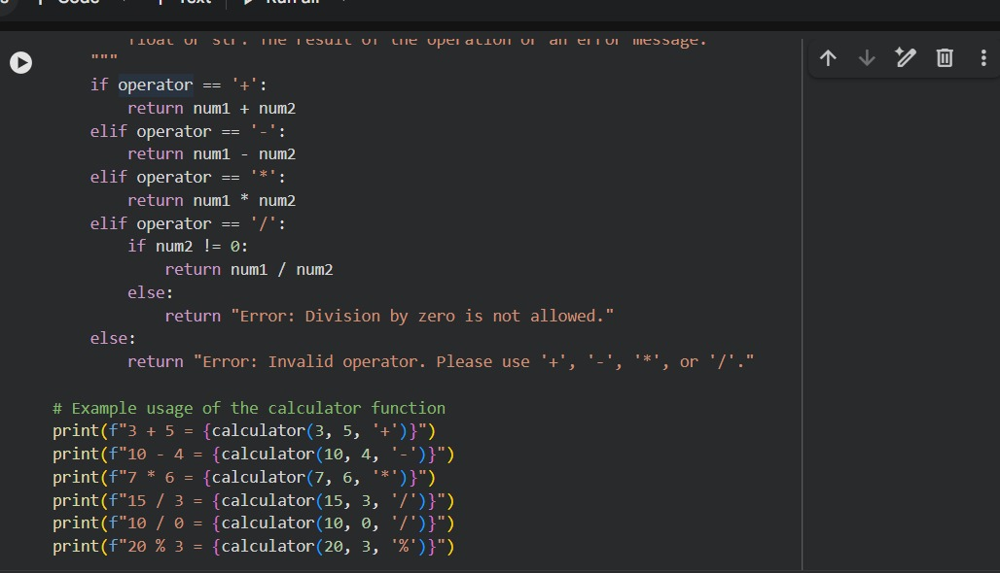 Code Text Run all
float or str: The result of the operation or an error message.
"""
if operator == '+':
return num1 + num2
elif operator == '-':
return num1 - num2
elif operator == '*':
return num1 * num2
elif operator == '/':
if num2 != 0:
return num1 / num2
else:
return "Error: Division by zero is not allowed."
else:
return "Error: Invalid operator. Please use '+', '-', '*', or '/'."
# Example usage of the calculator function
print(f"3 + 5 = {calculator(3, 5, '+')}")
print(f"10 - 4 = {calculator(10, 4, '-')}")
print(f"7 * 6 = {calculator(7, 6, '*')}")
print(f"15 / 3 = {calculator(15, 3, '/')}")
print(f"10 / 0 = {calculator(10, 0, '/')}")
print(f"20 % 3 = {calculator(20, 3, '%')}")